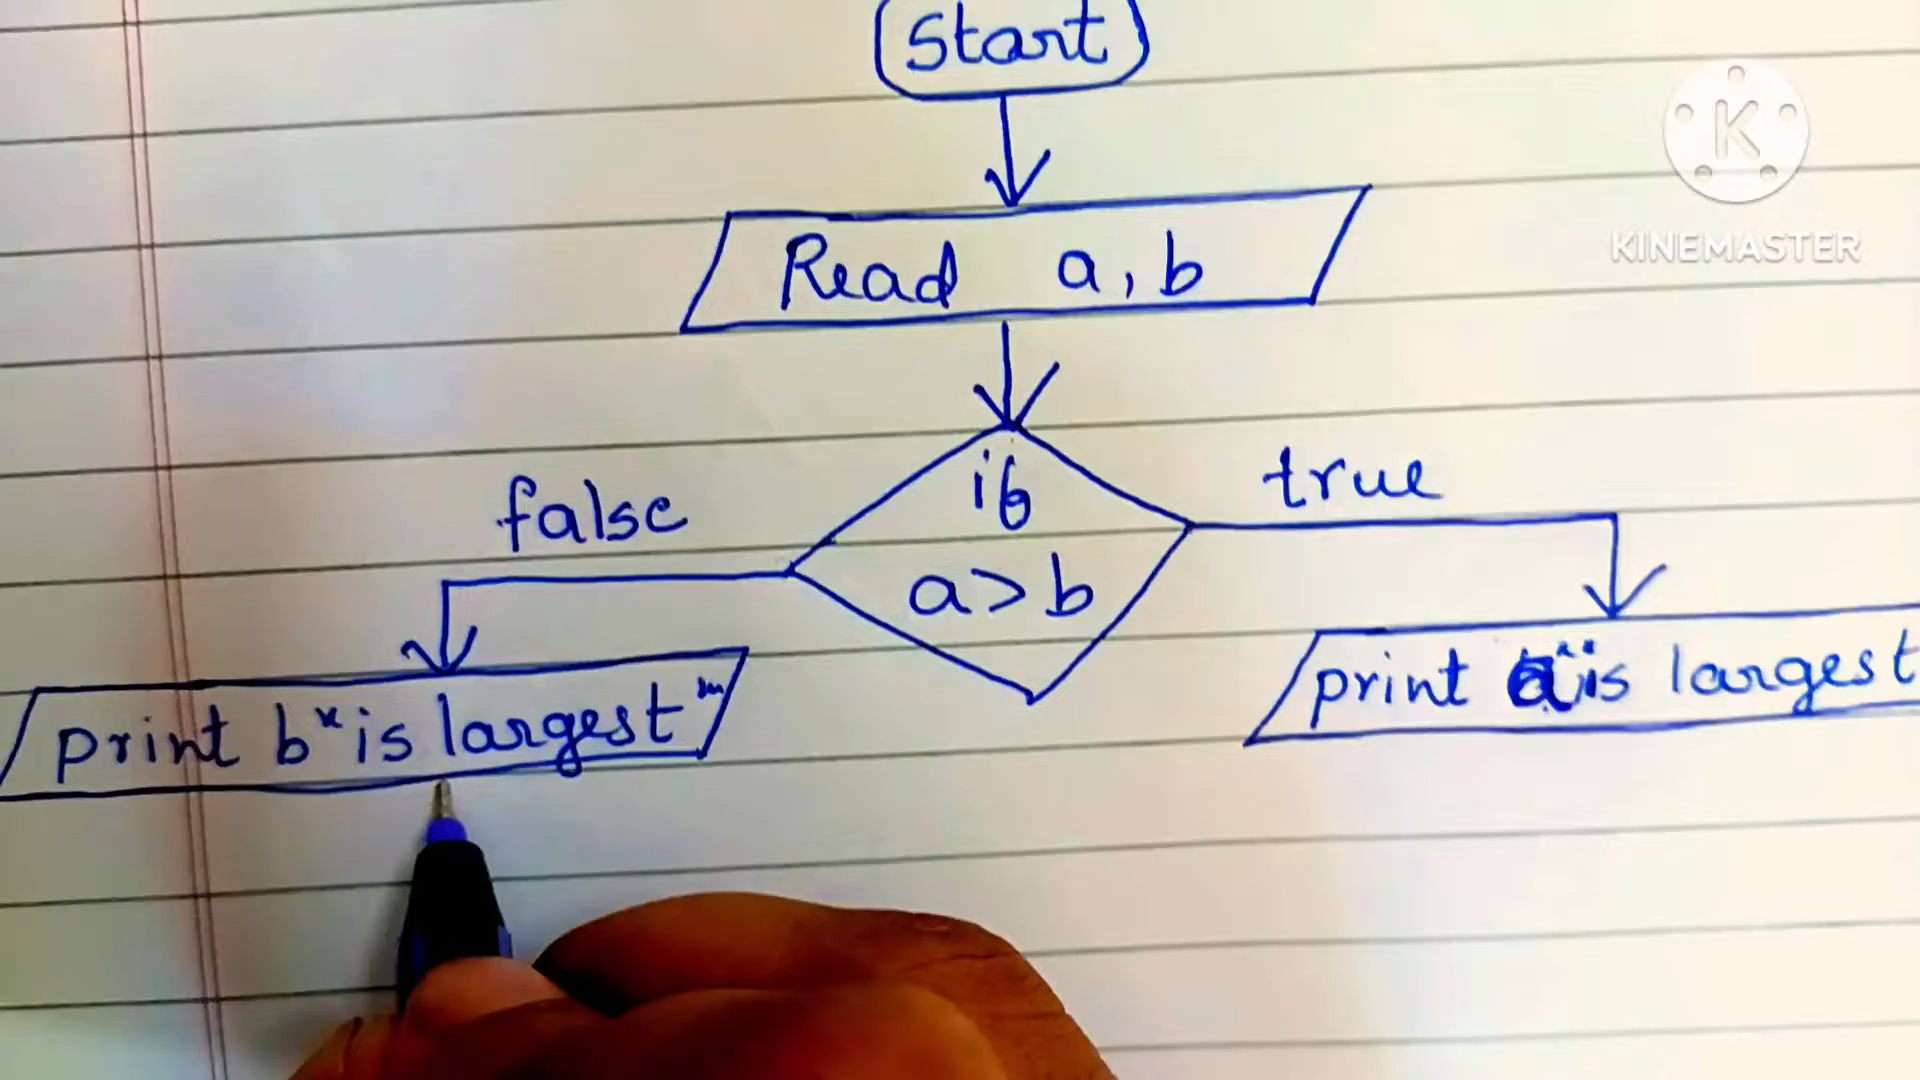 Start
K
KINEMASTER
Read a, b
if
a > b
false
true
print b "is largest"
print a "is largest